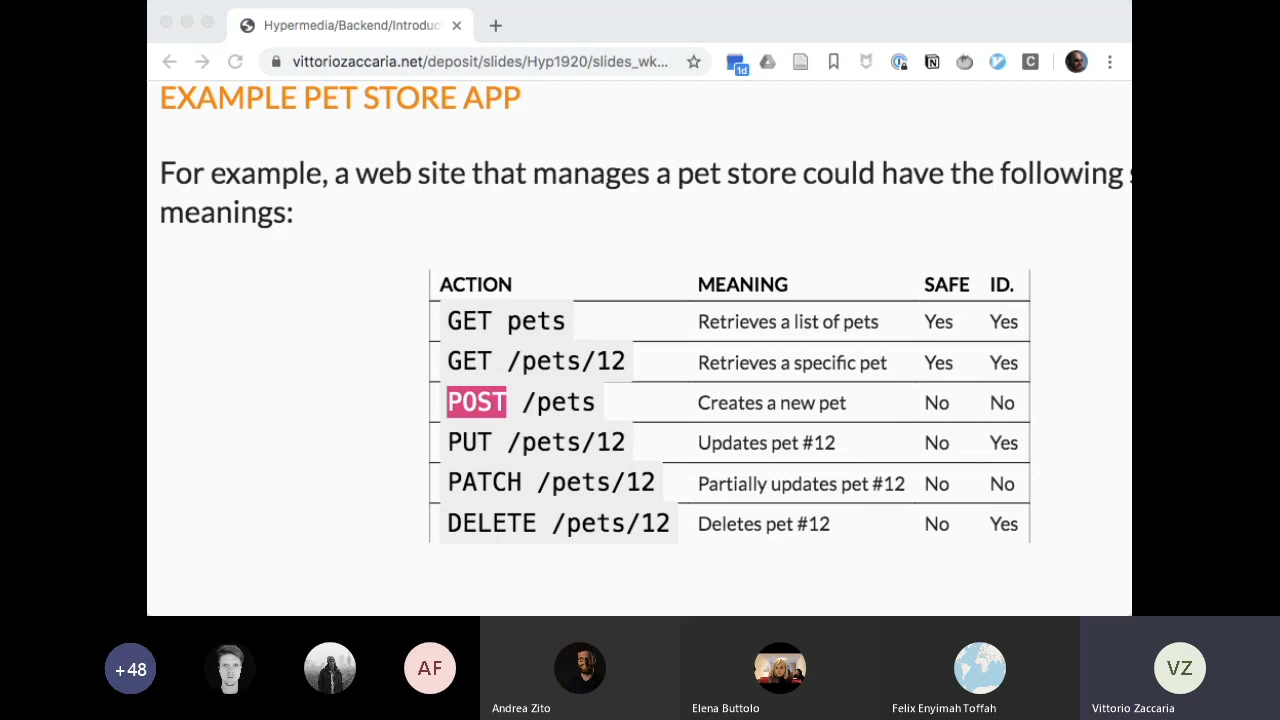 Hypermedia/Backend/Introduct
vittoriozaccaria.net/deposit/slides/Hyp1920/slides_wk...
1d
N
C
EXAMPLE PET STORE APP
For example, a web site that manages a pet store could have the following
meanings:
ACTION MEANING SAFE ID.
GET pets Retrieves a list of pets Yes Yes
GET /pets/12 Retrieves a specific pet Yes Yes
POST /pets Creates a new pet No No
PUT /pets/12 Updates pet #12 No Yes
PATCH /pets/12 Partially updates pet #12 No No
DELETE /pets/12 Deletes pet #12 No Yes
+48
AF
VZ
Andrea Zito
Elena Buttolo
Felix Enyimah Toffah
Vittorio Zaccaria